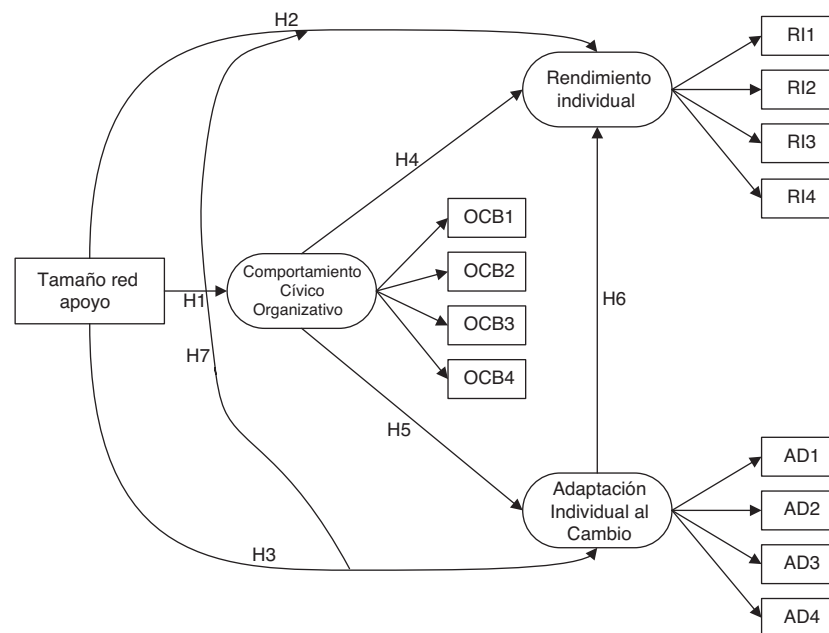 H2
RI1
Rendimiento
individual
RI2
RI3
H4
RI4
OCB1
Tamaño red
apoyo
H1
Comportamiento
Cívico
Organizativo
OCB2
H6
OCB3
H7
OCB4
H5
AD1
Adaptación
Individual al
Cambio
AD2
H3
AD3
AD4